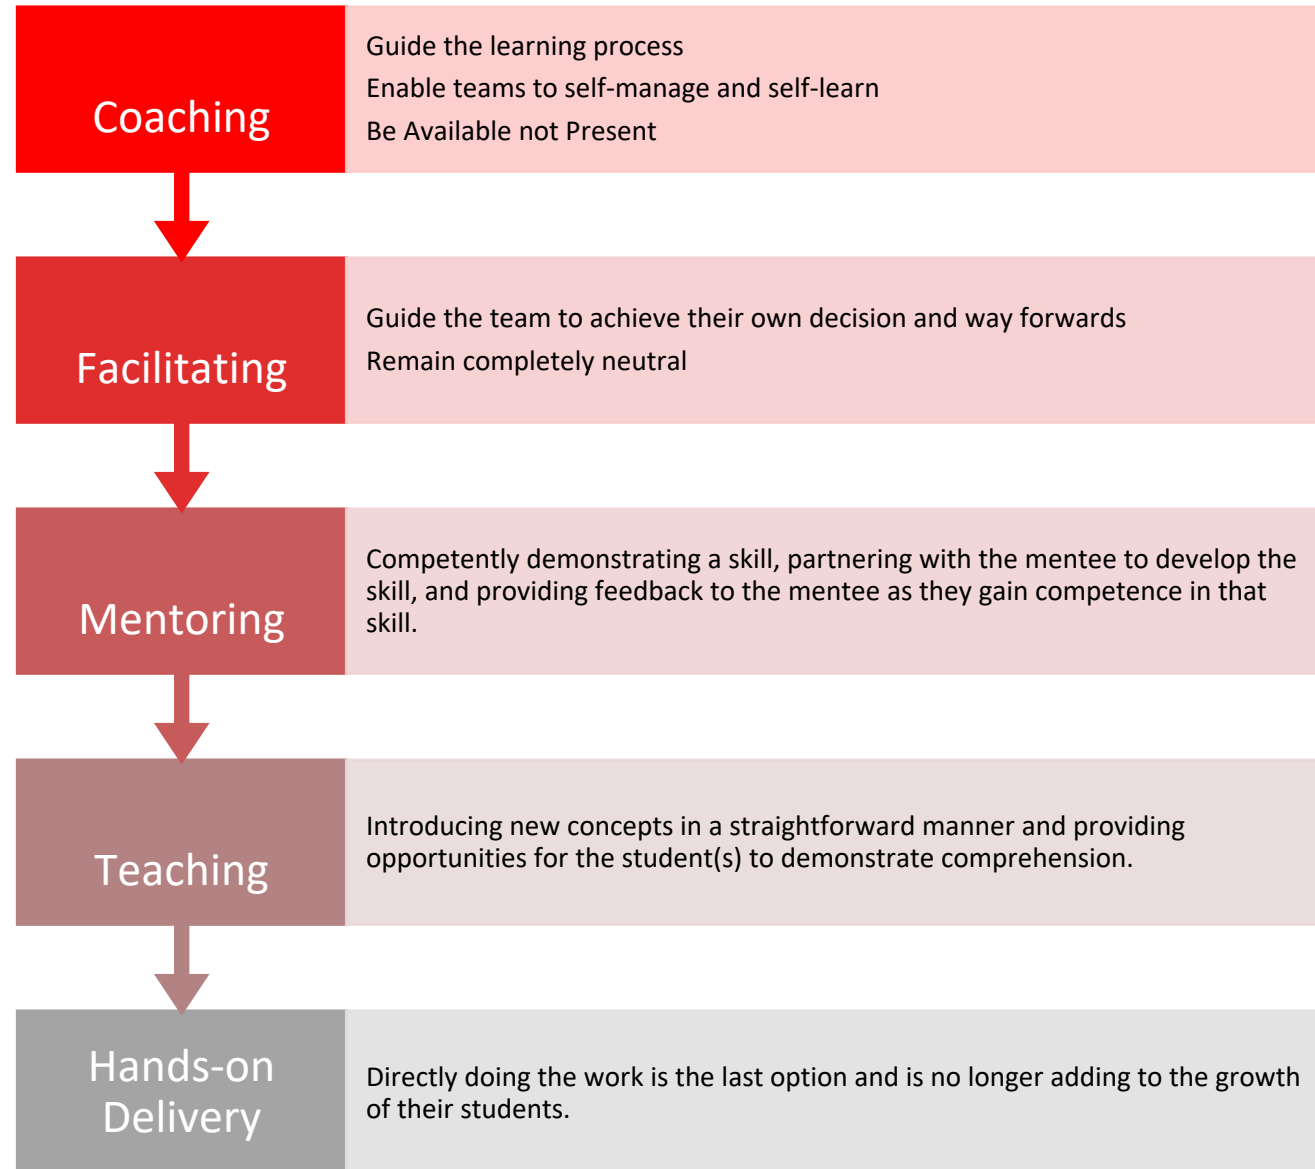 Coaching
Guide the learning process
Enable teams to self-manage and self-learn
Be Available not Present
Facilitating
Guide the team to achieve their own decision and way forwards
Remain completely neutral
Mentoring
Competently demonstrating a skill, partnering with the mentee to develop the
skill, and providing feedback to the mentee as they gain competence in that
skill.
Teaching
Introducing new concepts in a straightforward manner and providing
opportunities for the student(s) to demonstrate comprehension.
Hands-on
Delivery
Directly doing the work is the last option and is no longer adding to the growth
of their students.